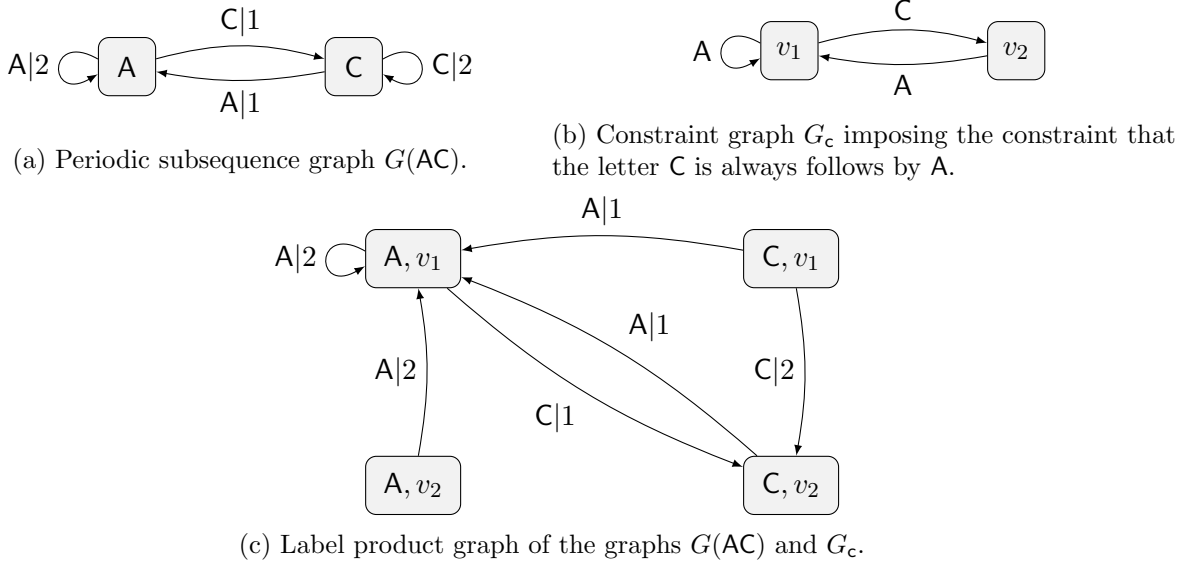 C|1
A|2
A
C
C|2
A|1
(a) Periodic subsequence graph G(AC).
C
A
v₁
v₂
A
(b) Constraint graph G_c imposing the constraint that
the letter C is always follows by A.
A|1
A|2
A, v₁
C, v₁
A|1
A|2
C|2
C|1
A, v₂
C, v₂
(c) Label product graph of the graphs G(AC) and G_c.